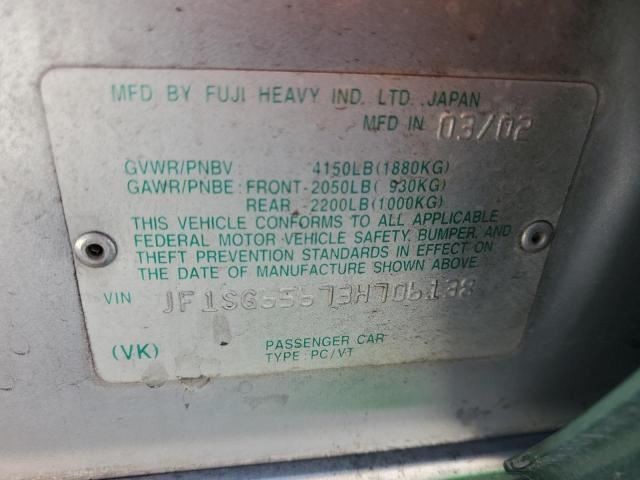 MFD BY FUJI HEAVY IND. LTD. JAPAN
MFD IN 03/02
GVWR/PNBV : 4150LB(1880KG)
GAWR/PNBE : FRONT-2050LB( 930KG)
REAR -2200LB(1000KG)
THIS VEHICLE CONFORMS TO ALL APPLICABLE
FEDERAL MOTOR VEHICLE SAFETY, BUMPER, AND
THEFT PREVENTION STANDARDS IN EFFECT ON
THE DATE OF MANUFACTURE SHOWN ABOVE
VIN JF1SG65673H706138
(VK) PASSENGER CAR
TYPE : PC/VT